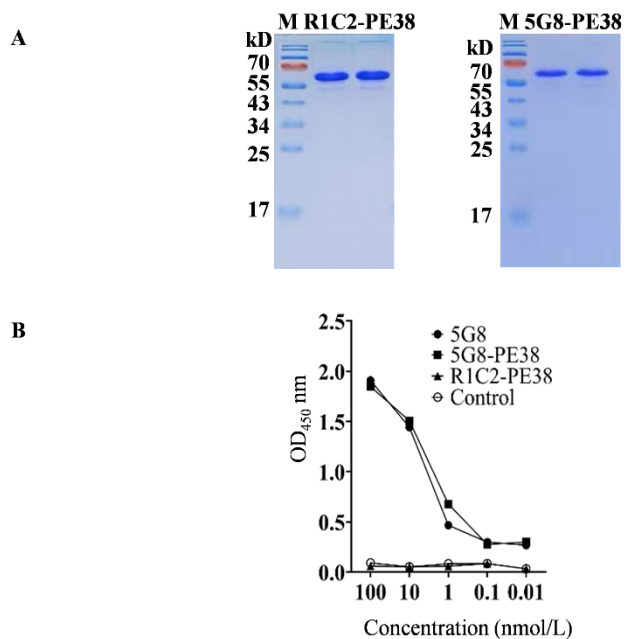 A
M R1C2-PE38
kD
70
55
43
34
25
17
M 5G8-PE38
kD
70
55
43
34
25
17
B
2.5
2.0
1.5
1.0
0.5
0.0
OD450 nm
5G8
5G8-PE38
R1C2-PE38
Control
100 10 1 0.1 0.01
Concentration (nmol/L)